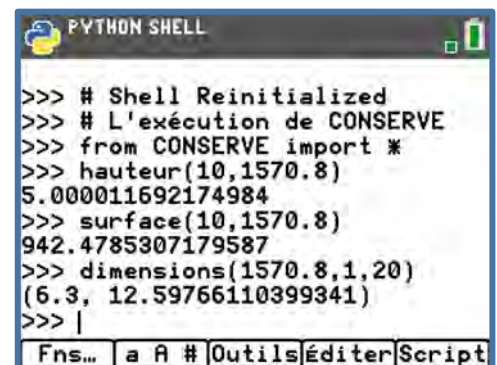 PYTHON SHELL
>>> # Shell Reinitialized
>>> # L'exécution de CONSERVE
>>> from CONSERVE import *
>>> hauteur(10,1570.8)
5.000011692174984
>>> surface(10,1570.8)
942.4785307179587
>>> dimensions(1570.8,1,20)
(6.3, 12.59766110399341)
>>> |
Fns… a A # Outils Éditer Script